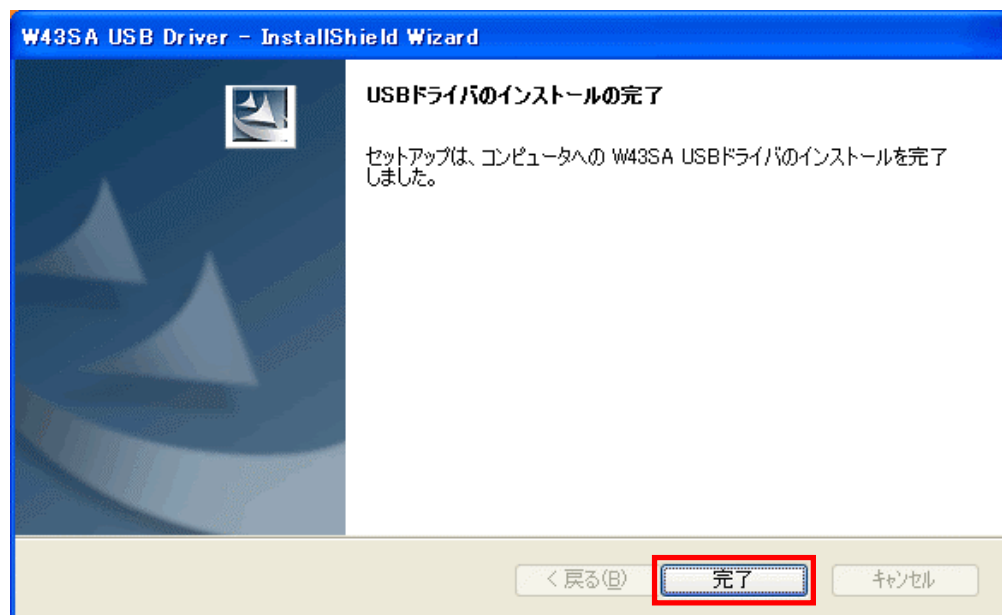 W43SA USB Driver - InstallShield Wizard
USBドライバのインストールの完了
セットアップは、コンピュータへの W43SA USBドライバのインストールを完了
しました。
< 戻る(B)
完了
キャンセル